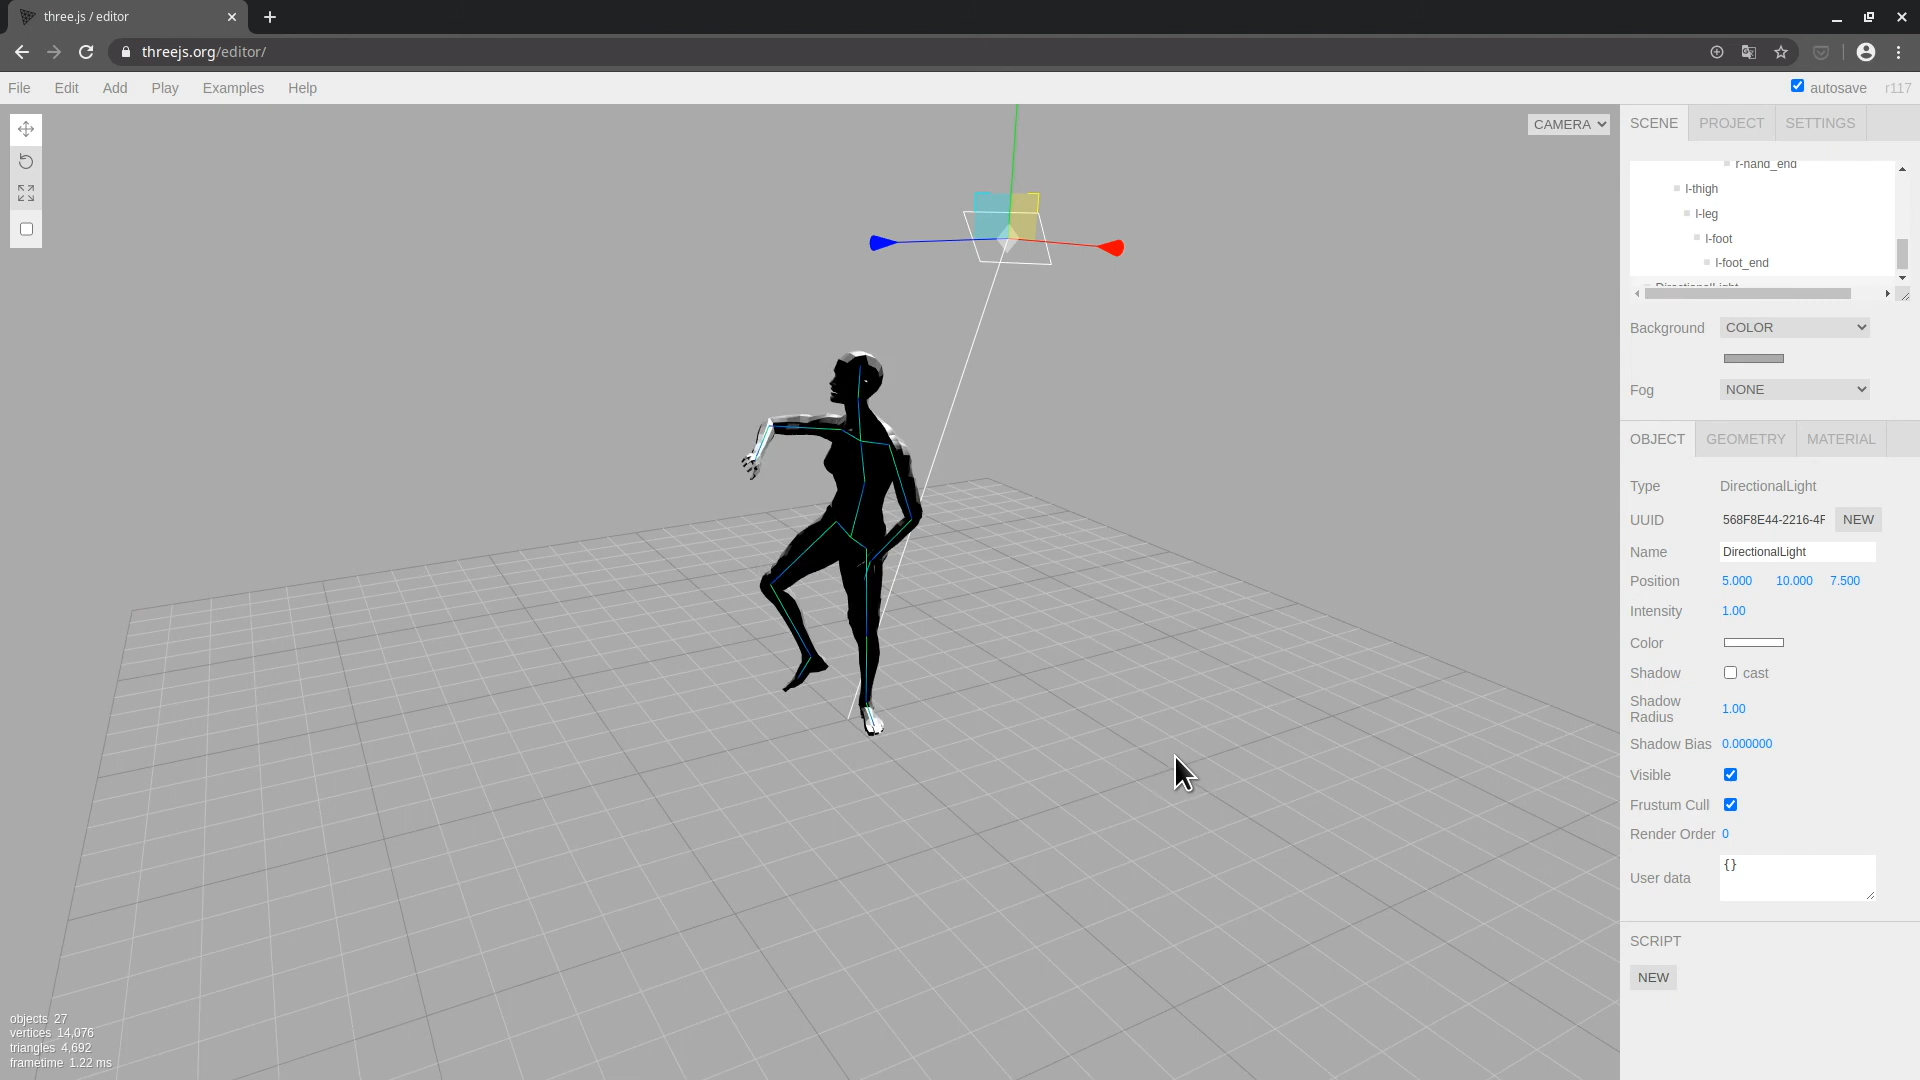 three.js / editor
threejs.org/editor/
File Edit Add Play Examples Help
autosave r117
CAMERA
SCENE PROJECT SETTINGS
r-hand_end
l-thigh
l-leg
l-foot
l-foot_end
DirectionalLight
Background COLOR
Fog NONE
OBJECT GEOMETRY MATERIAL
Type DirectionalLight
UUID 568F8E44-2216-4F NEW
Name DirectionalLight
Position 5.000 10.000 7.500
Intensity 1.00
Color
Shadow cast
Shadow
Radius 1.00
Shadow Bias 0.000000
Visible
Frustum Cull
Render Order 0
User data {}
SCRIPT
NEW
objects 27
vertices 14,076
triangles 4,692
frametime 1.22 ms